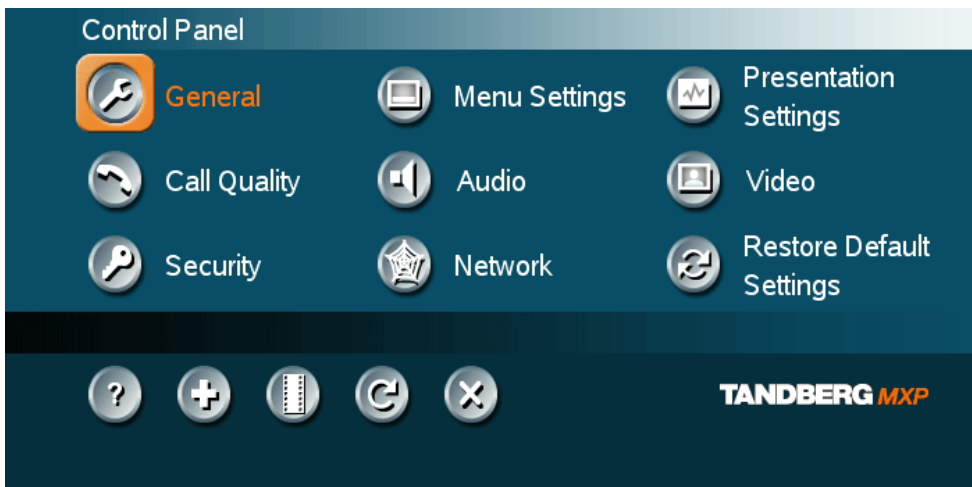 Control Panel
General
Menu Settings
Presentation
Settings
Call Quality
Audio
Video
Security
Network
Restore Default
Settings
?
TANDBERG MXP